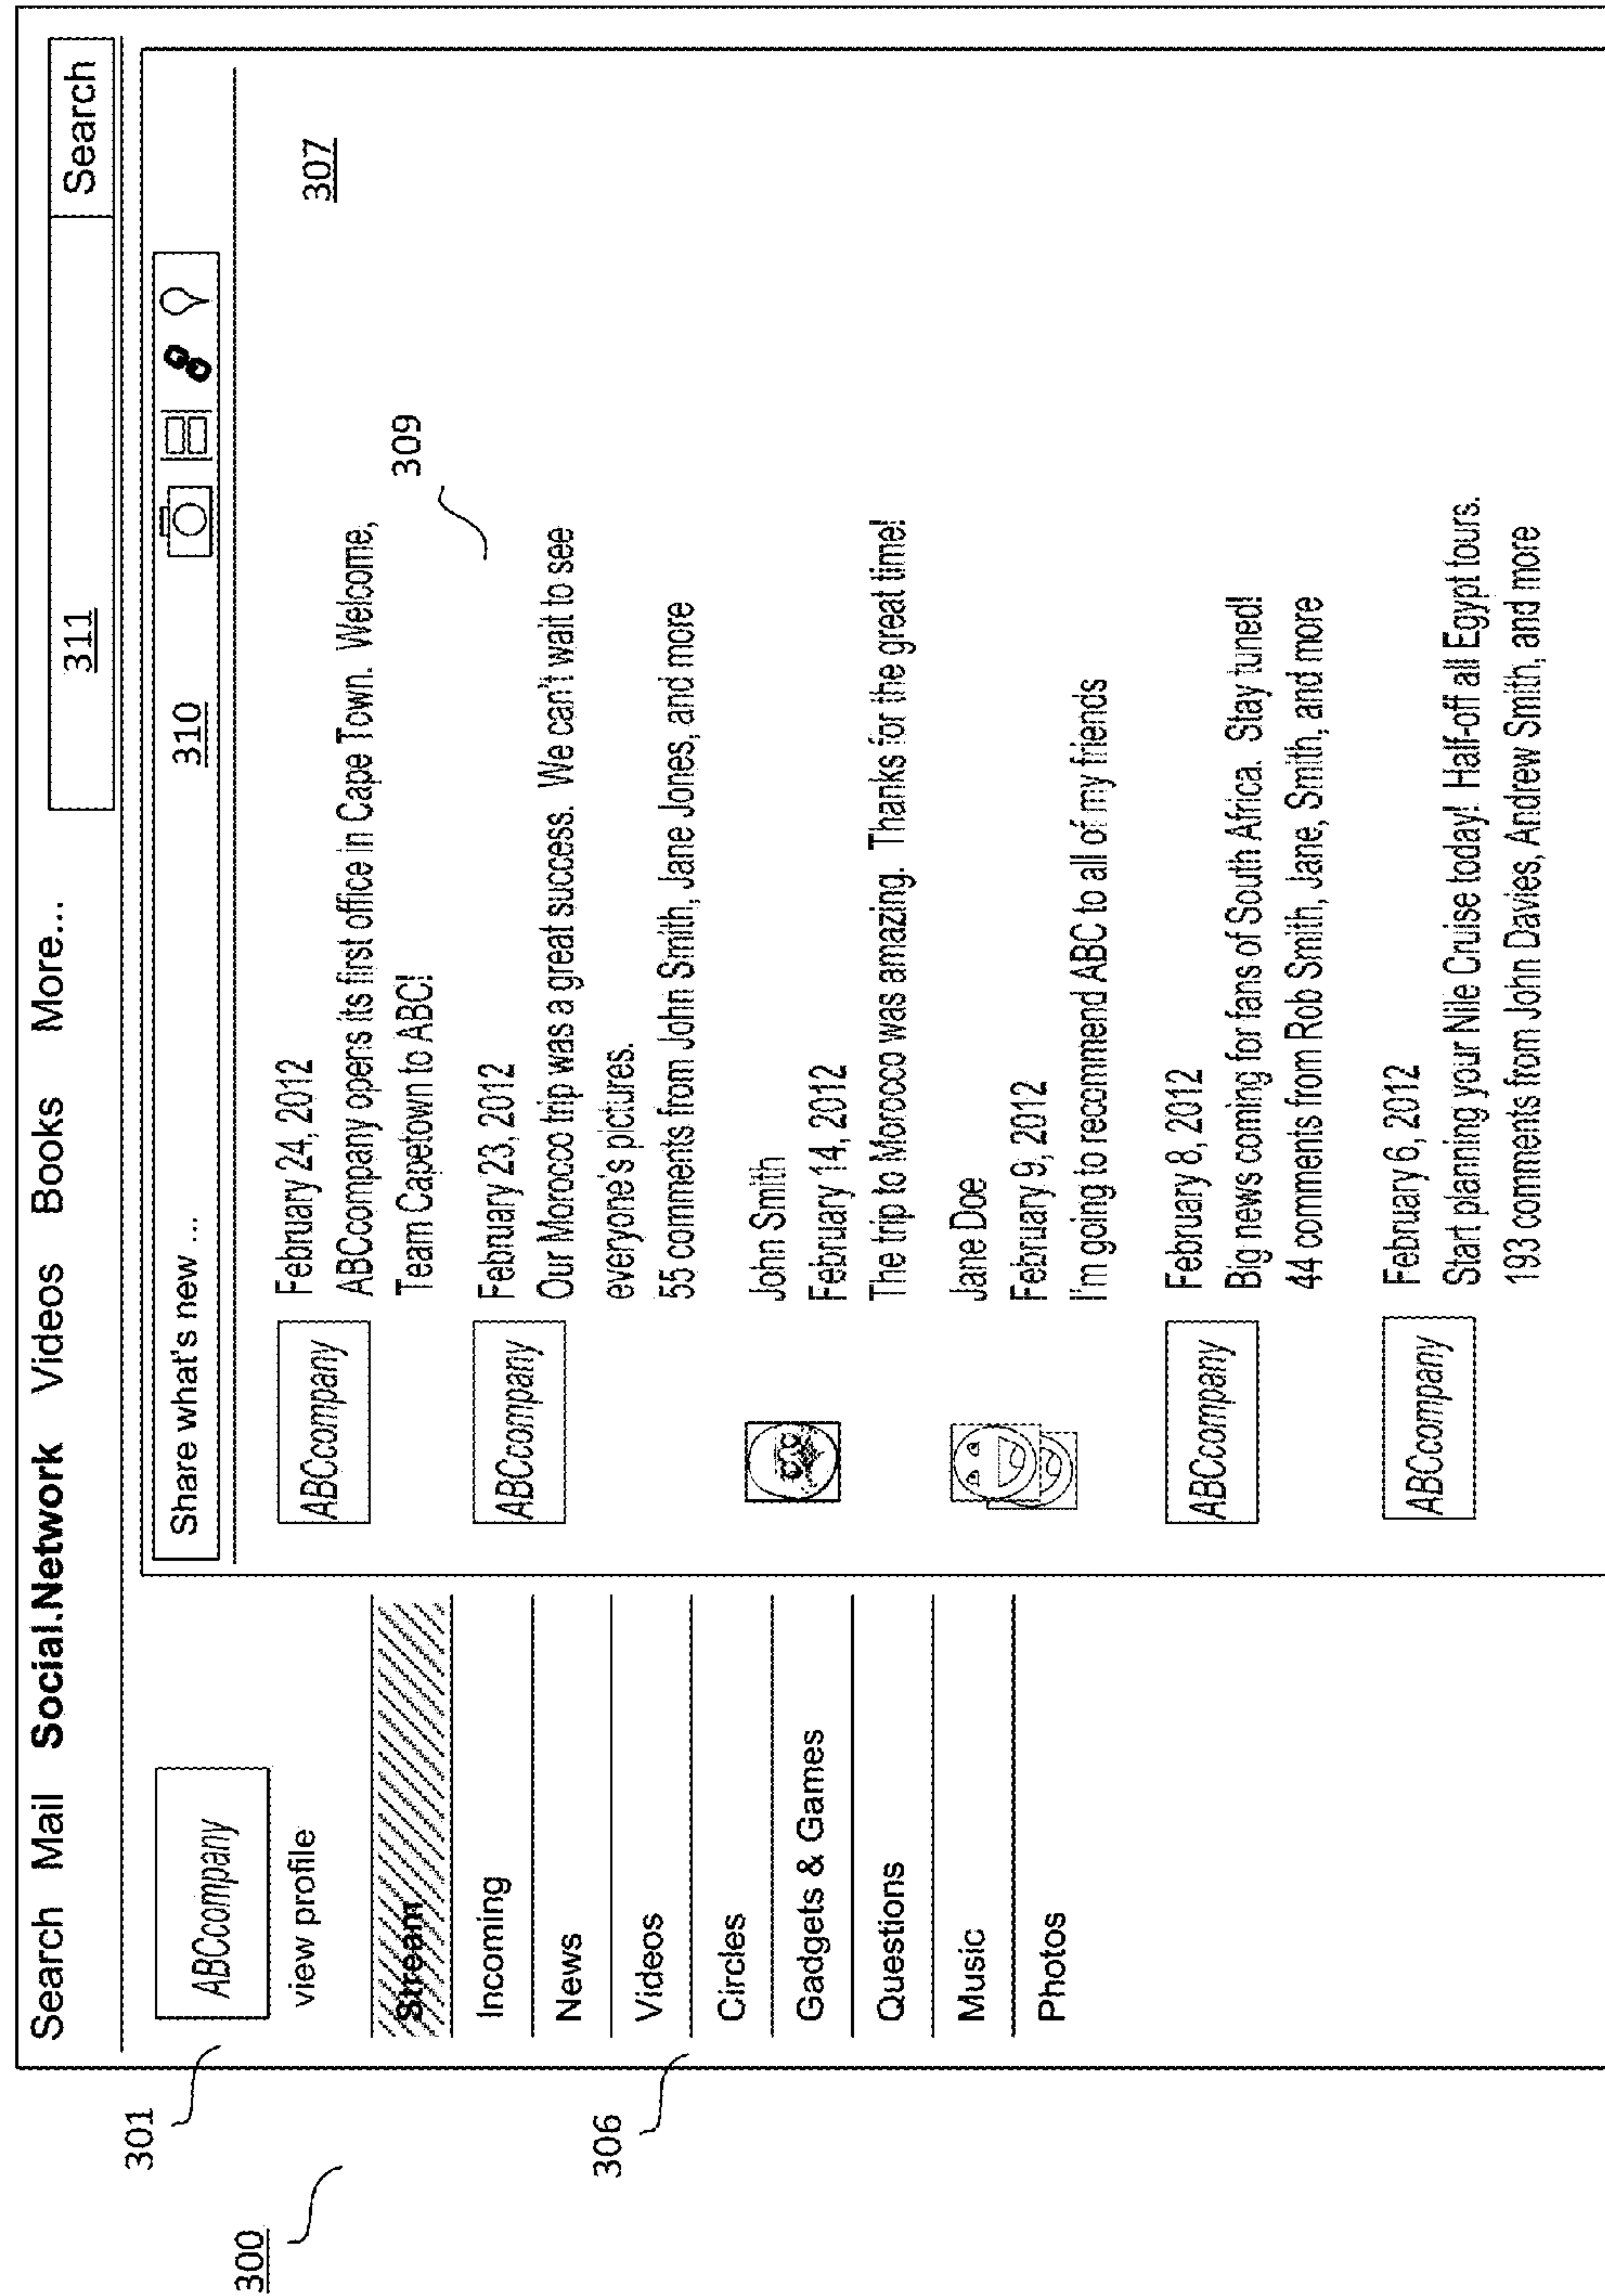 Search Mail Social.Network Videos Books More...
311 Search
301
ABCcompany
view profile
300
Stream
Incoming
News
Videos
306
Circles
Gadgets & Games
Questions
Music
Photos
Share what's new ... 310
307
ABCcompany
February 24, 2012
ABCcompany opens its first office in Cape Town. Welcome,
Team Capetown to ABC!
309
ABCcompany
February 23, 2012
Our Morocco trip was a great success. We can't wait to see
everyone's pictures.
55 comments from John Smith, Jane Jones, and more
John Smith
February 14, 2012
The trip to Morocco was amazing. Thanks for the great time!
Jane Doe
February 9, 2012
I'm going to recommend ABC to all of my friends
ABCcompany
February 8, 2012
Big news coming for fans of South Africa. Stay tuned!
44 comments from Rob Smith, Jane, Smith, and more
ABCcompany
February 6, 2012
Start planning your Nile Cruise today! Half-off all Egypt tours.
193 comments from John Davies, Andrew Smith, and more